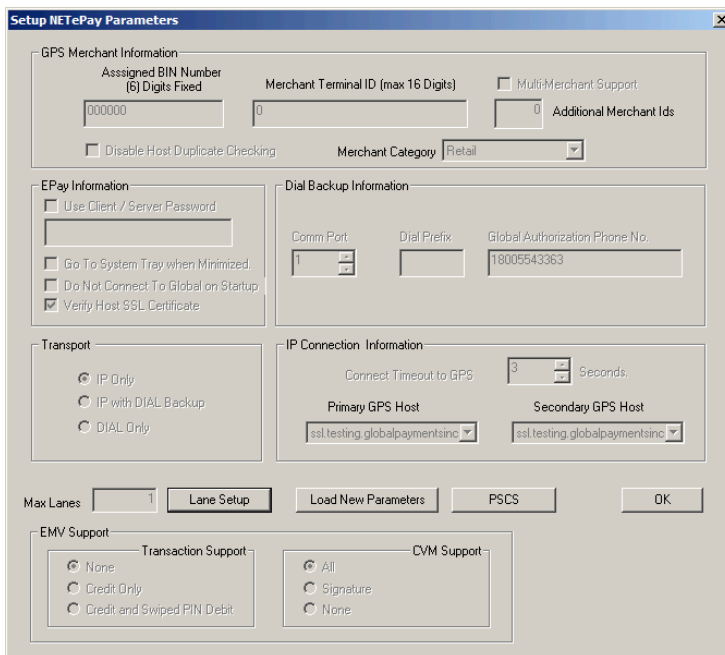 Setup NETePay Parameters
GPS Merchant Information
Asssigned BIN Number
(6) Digits Fixed
Merchant Terminal ID (max 16 Digits)
Multi-Merchant Support
000000
0
0
Additional Merchant Ids
Disable Host Duplicate Checking
Merchant Category
Retail
EPay Information
Use Client / Server Password
Go To System Tray when Minimized
Do Not Connect To Global on Startup
Verify Host SSL Certificate
Dial Backup Information
Comm Port
Dial Prefix
Global Authorization Phone No.
1
18005543363
Transport
IP Only
IP with DIAL Backup
DIAL Only
IP Connection Information
Connect Timeout to GPS
3
Seconds.
Primary GPS Host
Secondary GPS Host
ssl.testing.globalpaymentsinc
ssl.testing.globalpaymentsinc
Max Lanes
1
Lane Setup
Load New Parameters
PSCS
OK
EMV Support
Transaction Support
None
Credit Only
Credit and Swiped PIN Debit
CVM Support
All
Signature
None